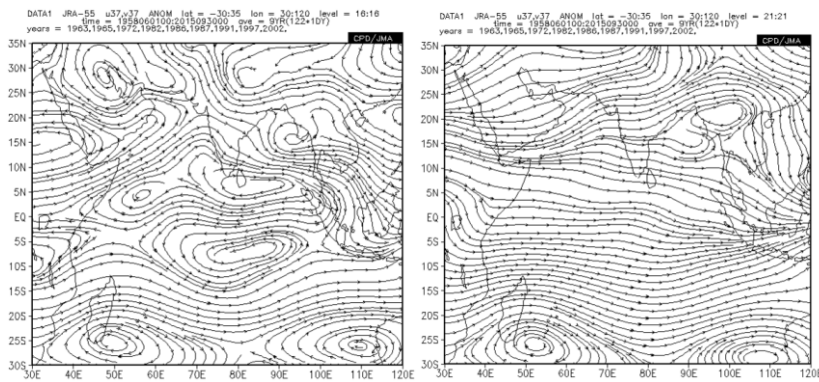 DATA1 JRA-55 u37,v37 ANOM lat = -30:35 lon = 30:120 level = 16:16
time = 1958060100:2015093000 ave = 9YR(122*1DY)
years = 1963,1965,1972,1982,1986,1987,1991,1997,2002,
CPD/JMA
35N
30N
25N
20N
15N
10N
5N
EQ
5S
10S
15S
20S
25S
30S
30E 40E 50E 60E 70E 80E 90E 100E 110E 120E
DATA1 JRA-55 u37,v37 ANOM lat = -30:35 lon = 30:120 level = 21:21
time = 1958060100:2015093000 ave = 9YR(122*1DY)
years = 1963,1965,1972,1982,1986,1987,1991,1997,2002,
CPD/JMA
35N
30N
25N
20N
15N
10N
5N
EQ
5S
10S
15S
20S
25S
30S
30E 40E 50E 60E 70E 80E 90E 100E 110E 120E